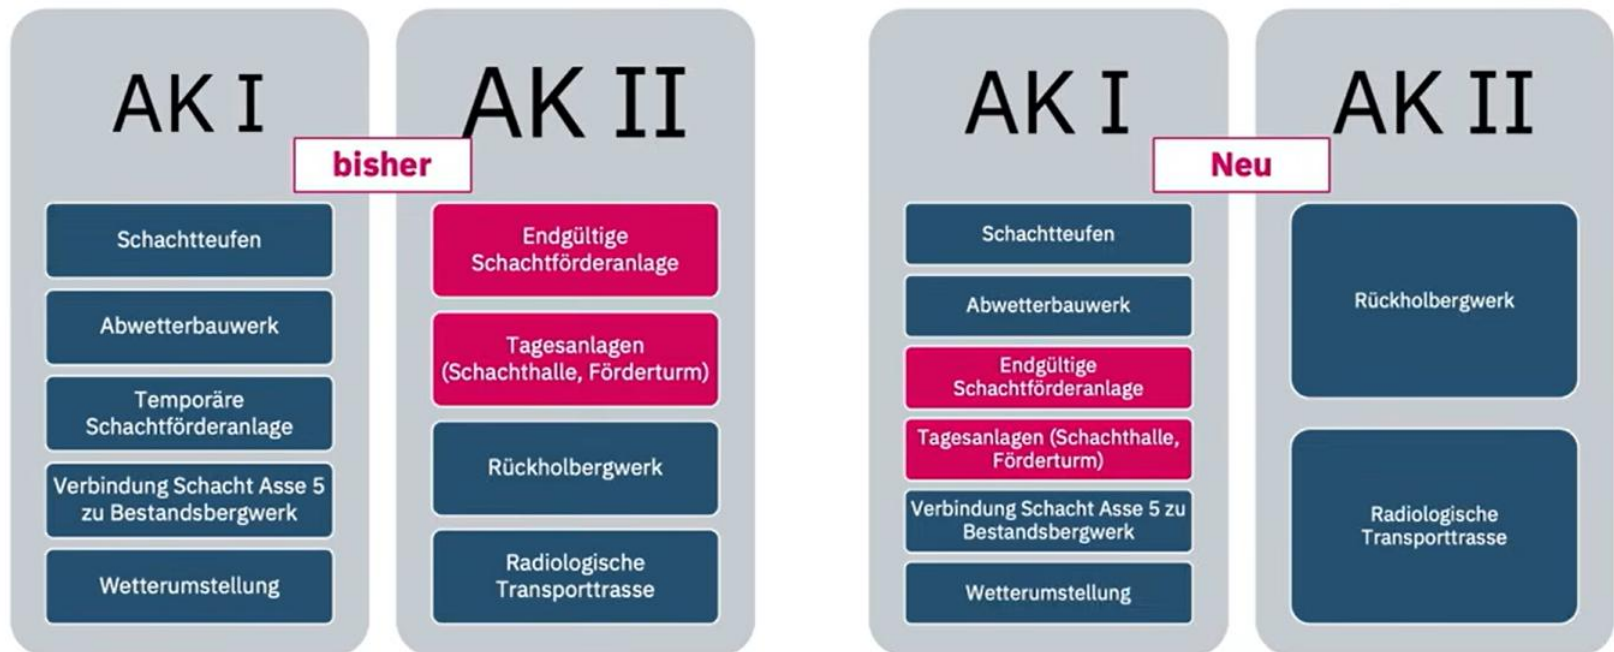 AK I
AK II
bisher
Schachtteufen
Abwetterbauwerk
Temporäre
Schachtförderanlage
Verbindung Schacht Asse 5
zu Bestandsbergwerk
Wetterumstellung
Endgültige
Schachtförderanlage
Tagesanlagen
(Schachthalle, Förderturm)
Rückholbergwerk
Radiologische
Transporttrasse
AK I
AK II
Neu
Schachtteufen
Abwetterbauwerk
Endgültige
Schachtförderanlage
Tagesanlagen (Schachthalle,
Förderturm)
Verbindung Schacht Asse 5 zu
Bestandsbergwerk
Wetterumstellung
Rückholbergwerk
Radiologische
Transporttrasse